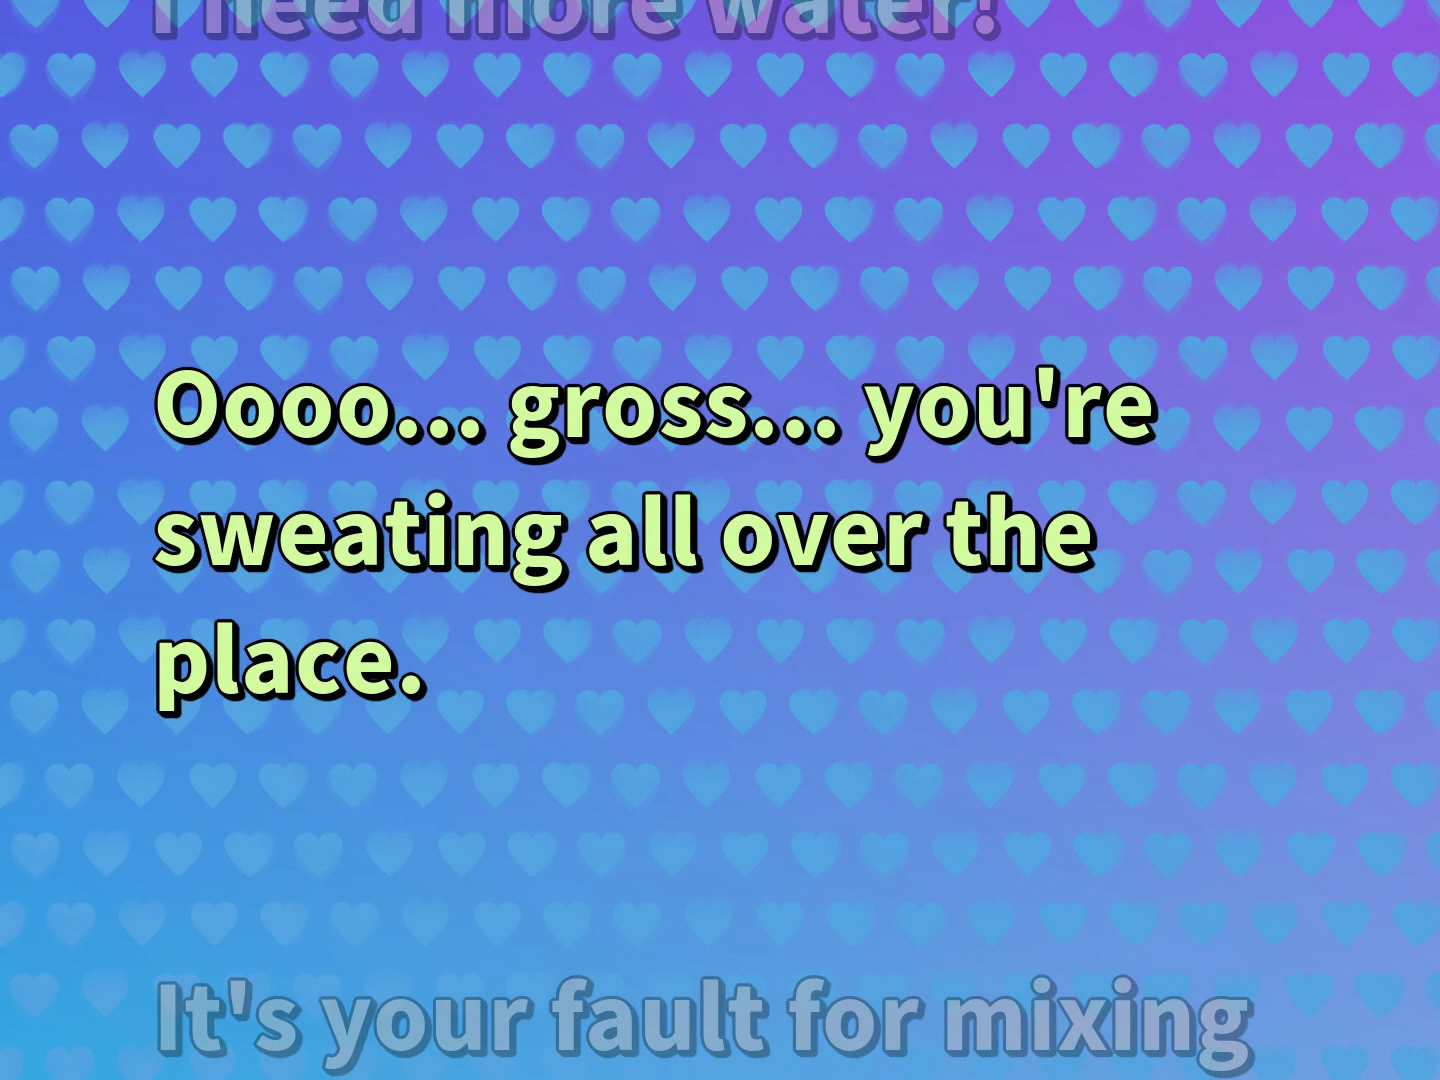 I need more water!
Oooo... gross... you're
sweating all over the
place.
It's your fault for mixing